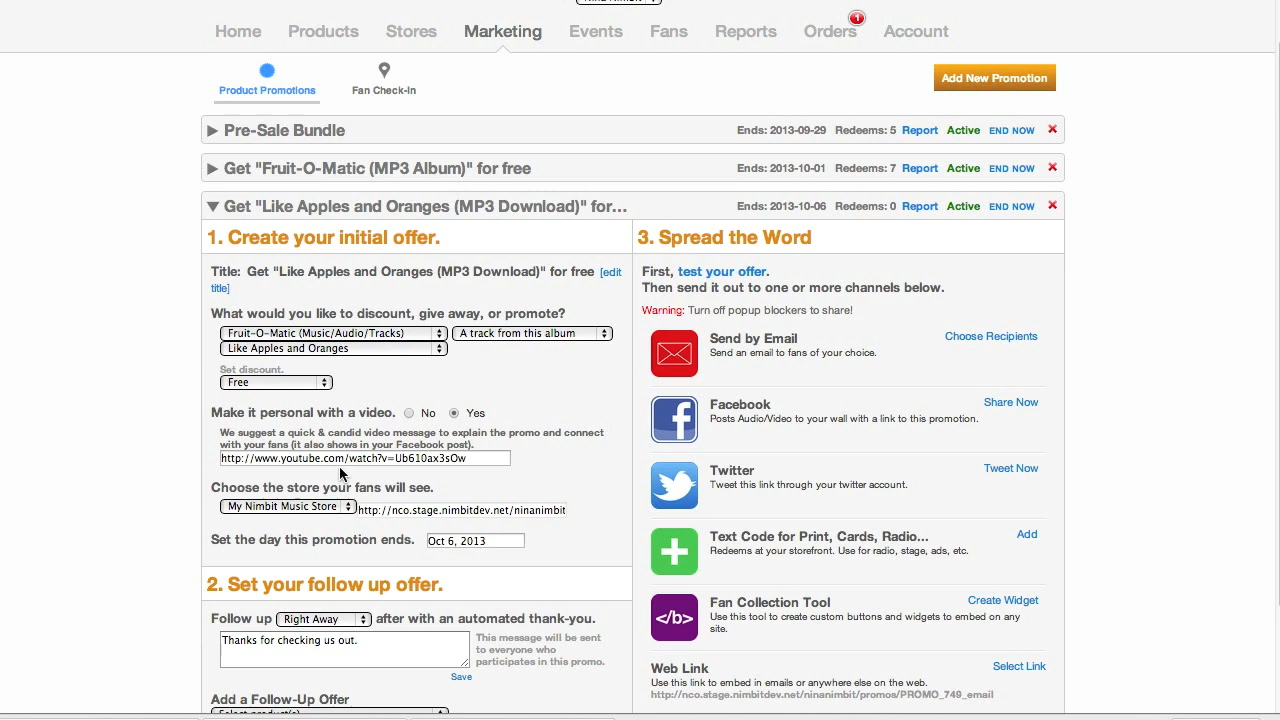 Nina Nimbit
Home Products Stores Marketing Events Fans Reports Orders 1 Account
Product Promotions Fan Check-In
Add New Promotion
Pre-Sale Bundle Ends: 2013-09-29 Redeems: 5 Report Active END NOW
Get "Fruit-O-Matic (MP3 Album)" for free Ends: 2013-10-01 Redeems: 7 Report Active END NOW
Get "Like Apples and Oranges (MP3 Download)" for... Ends: 2013-10-06 Redeems: 0 Report Active END NOW
1. Create your initial offer.
Title: Get "Like Apples and Oranges (MP3 Download)" for free [edit
title]
What would you like to discount, give away, or promote?
Fruit-O-Matic (Music/Audio/Tracks) A track from this album
Like Apples and Oranges
Set discount.
Free
Make it personal with a video. No Yes
We suggest a quick & candid video message to explain the promo and connect
with your fans (it also shows in your Facebook post).
http://www.youtube.com/watch?v=Ub610ax3sOw
Choose the store your fans will see.
My Nimbit Music Store http://nco.stage.nimbitdev.net/ninanimbit
Set the day this promotion ends. Oct 6, 2013
2. Set your follow up offer.
Follow up Right Away after with an automated thank-you.
Thanks for checking us out.
This message will be sent
to everyone who
participates in this promo.
Save
Add a Follow-Up Offer
Select product(s)
3. Spread the Word
First, test your offer.
Then send it out to one or more channels below.
Warning: Turn off popup blockers to share!
Send by Email Choose Recipients
Send an email to fans of your choice.
Facebook Share Now
Posts Audio/Video to your wall with a link to this promotion.
Twitter Tweet Now
Tweet this link through your twitter account.
Text Code for Print, Cards, Radio... Add
Redeems at your storefront. Use for radio, stage, ads, etc.
</b> Fan Collection Tool Create Widget
Use this tool to create custom buttons and widgets to embed on any
site.
Web Link Select Link
Use this link to embed in emails or anywhere else on the web.
http://nco.stage.nimbitdev.net/ninanimbit/promos/PROMO_749_email